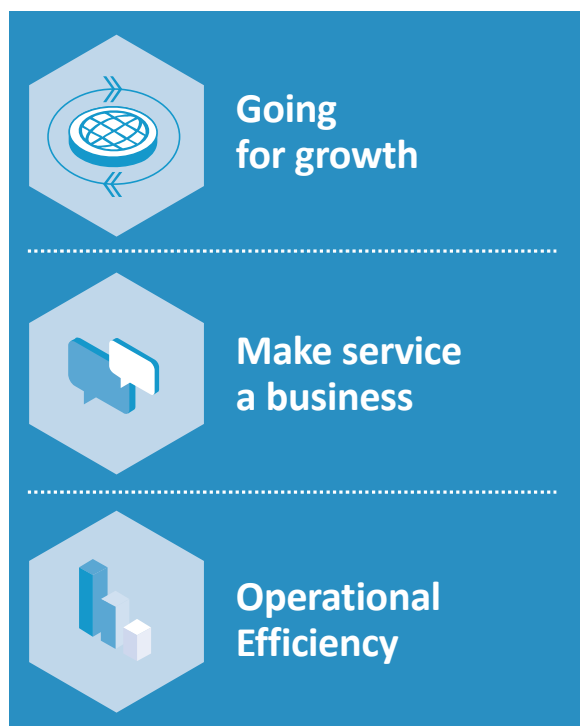 Going
for growth
Make service
a business
Operational
Efficiency